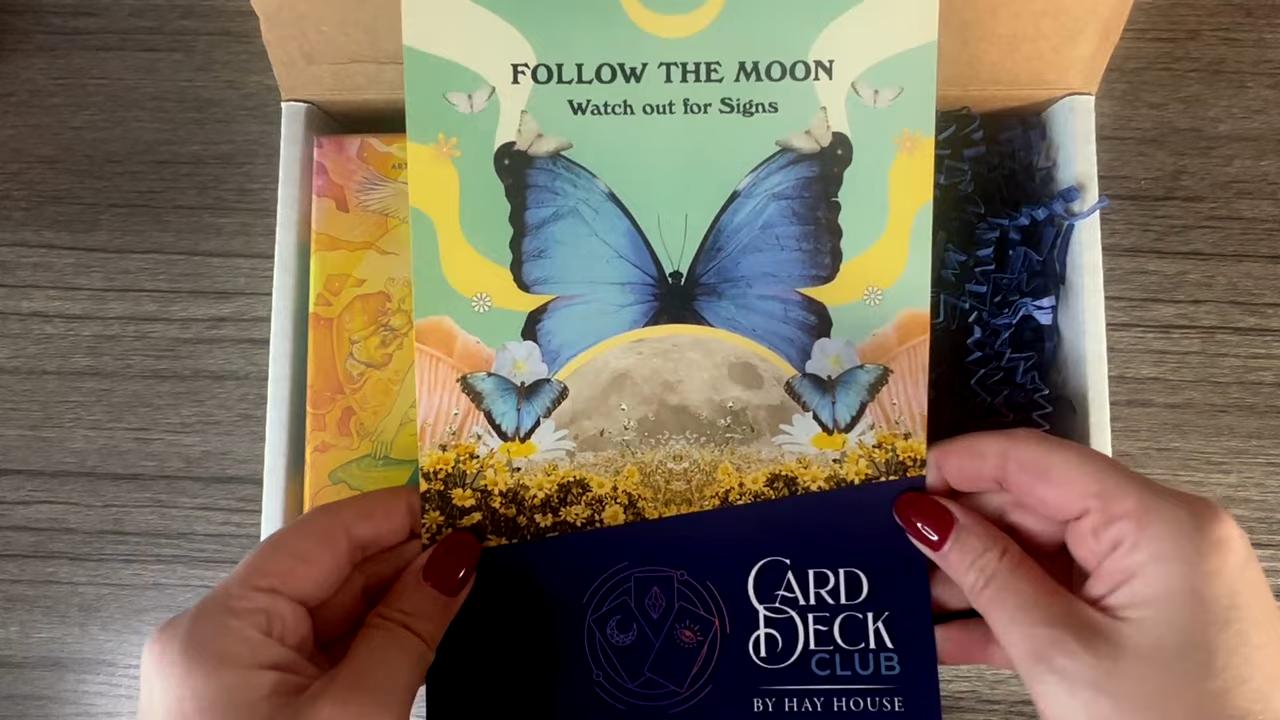 FOLLOW THE MOON
Watch out for Signs
CARD
DECK
CLUB
BY HAY HOUSE